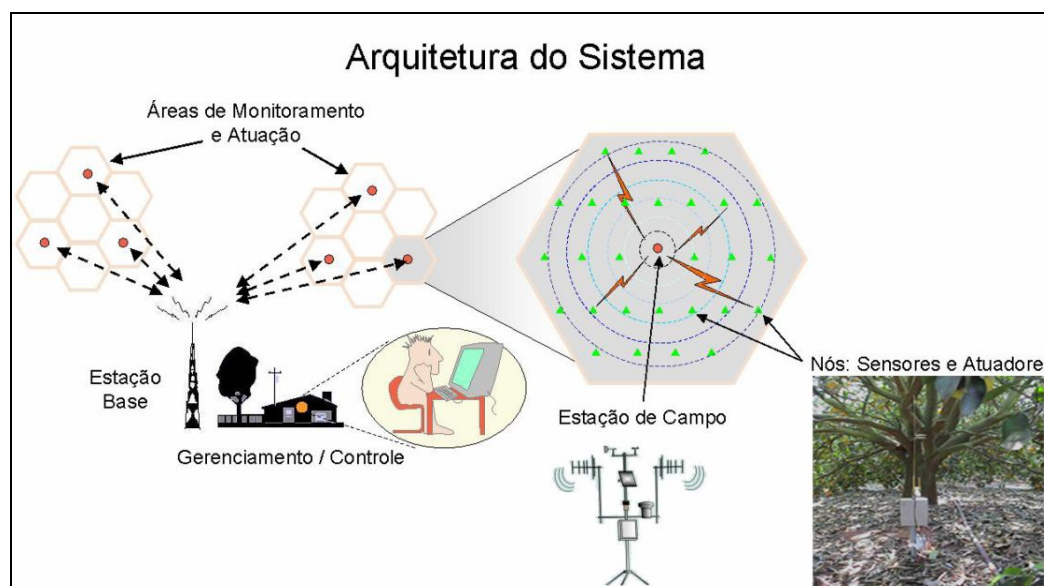 Arquitetura do Sistema
Áreas de Monitoramento
e Atuação
Estação
Base
Gerenciamento / Controle
Estação de Campo
Nós: Sensores e Atuadore